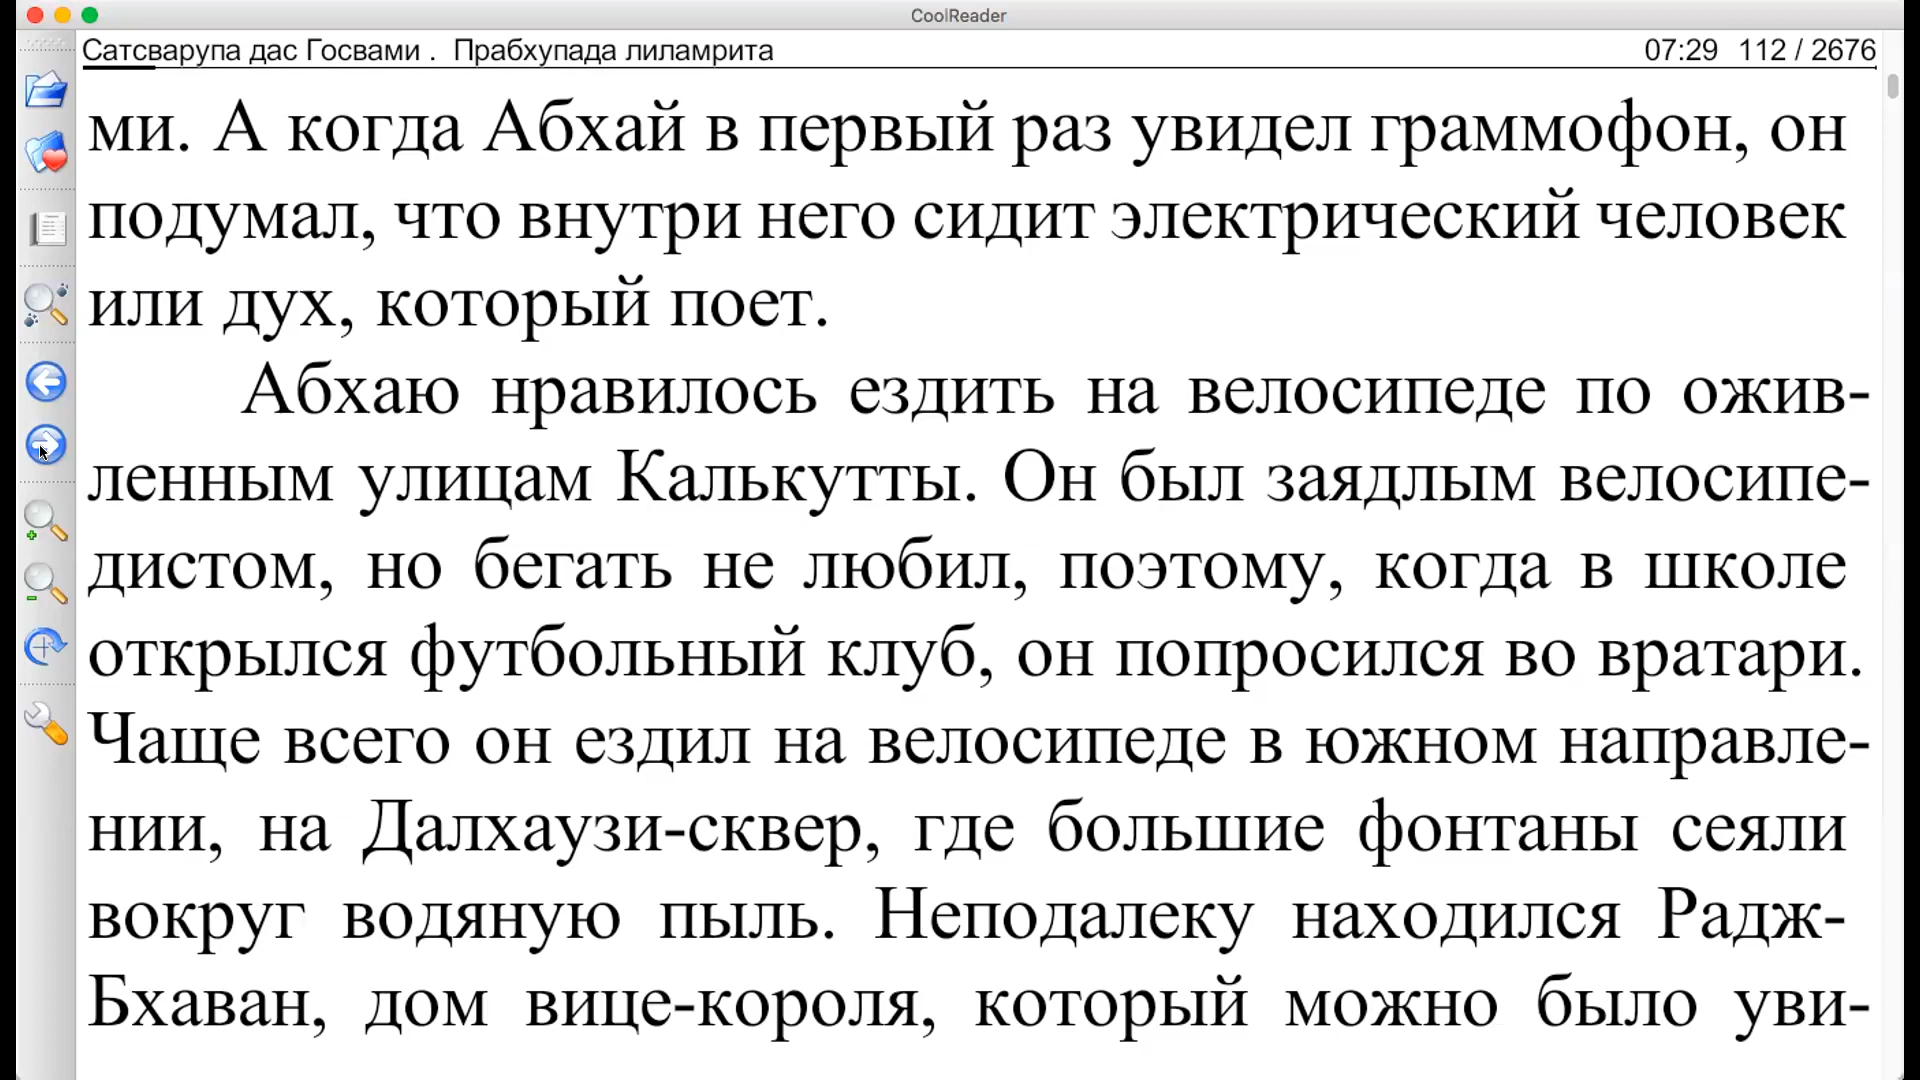 CoolReader
Сатсварупа дас Госвами .  Прабхупада лиламрита
07:29 112 / 2676
ми. А когда Абхай в первый раз увидел граммофон, он
подумал, что внутри него сидит электрический человек
или дух, который поет.
Абхаю нравилось ездить на велосипеде по ожив-
ленным улицам Калькутты. Он был заядлым велосипе-
дистом, но бегать не любил, поэтому, когда в школе
открылся футбольный клуб, он попросился во вратари.
Чаще всего он ездил на велосипеде в южном направле-
нии, на Далхаузи-сквер, где большие фонтаны сеяли
вокруг водяную пыль. Неподалеку находился Радж-
Бхаван, дом вице-короля, который можно было уви-